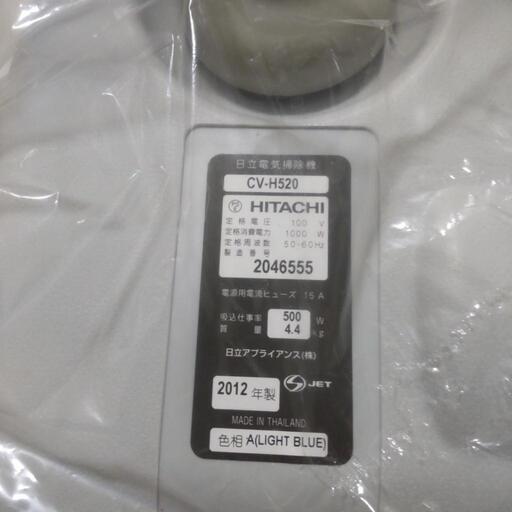 日立電気掃除機
CV-H520
HITACHI
定格電圧 100 V
定格消費電力 1000 W
定格周波数 50-60Hz
製造番号
2046555
電源用電流ヒューズ 15A
吸込仕事率 500 W
質量 4.4 kg
日立アプライアンス(株)
2012 年製 S JET
MADE IN THAILAND
色相 A(LIGHT BLUE)